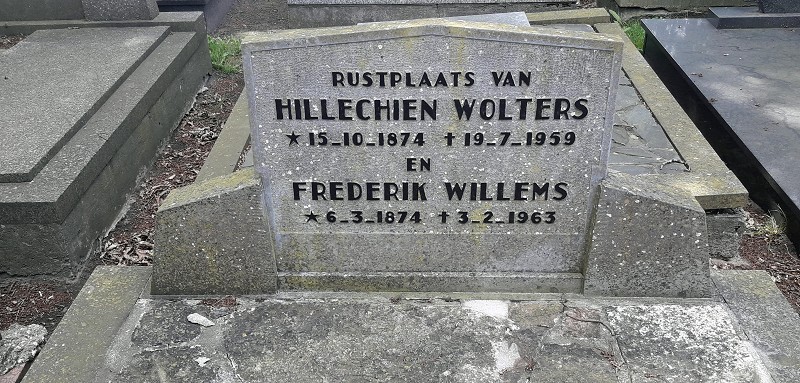 RUSTPLAATS VAN
HILLECHIEN WOLTERS
★15-10-1874 ✝19-7-1959
EN
FREDERIK WILLEMS
★6-3-1874 ✝3-2-1963